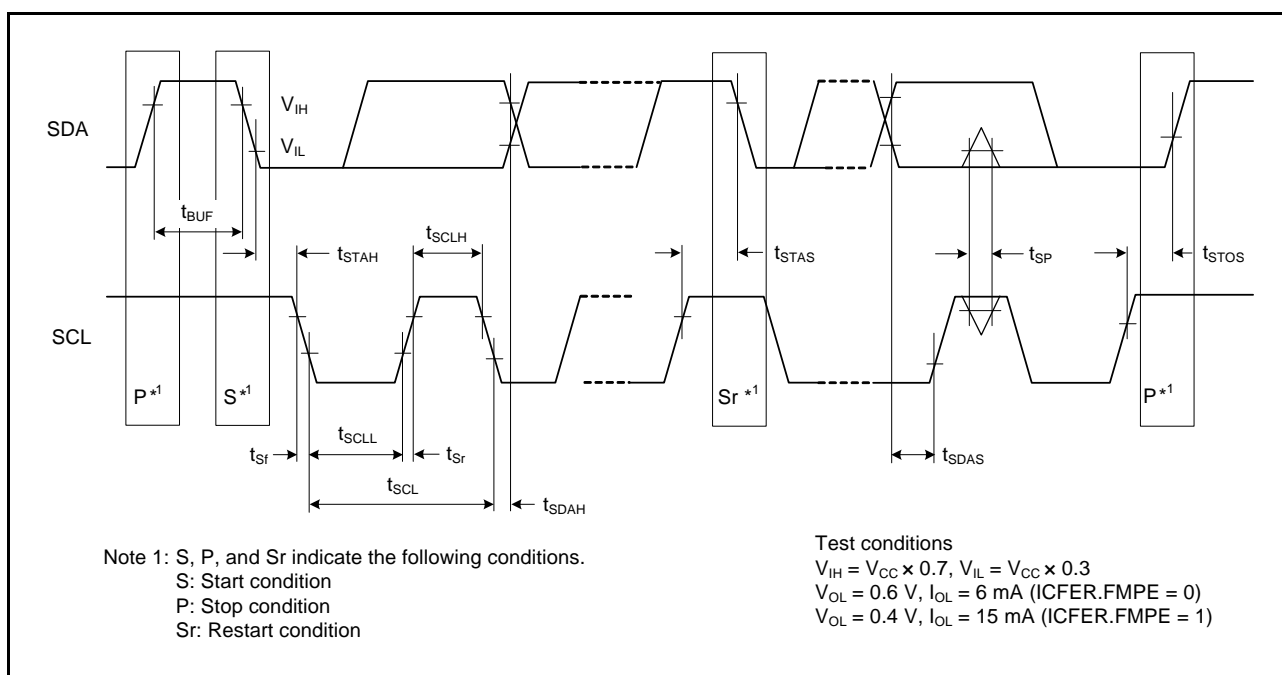 SDA
V_IH
V_IL
t_BUF
t_STAH
t_SCLH
t_STAS
t_SP
t_STOS
SCL
P *1
S *1
Sr *1
P *1
t_Sf
t_SCLL
t_Sr
t_SCL
t_SDAH
t_SDAS
Note 1: S, P, and Sr indicate the following conditions.
S: Start condition
P: Stop condition
Sr: Restart condition
Test conditions
V_IH = V_CC × 0.7, V_IL = V_CC × 0.3
V_OL = 0.6 V, I_OL = 6 mA (ICFER.FMPE = 0)
V_OL = 0.4 V, I_OL = 15 mA (ICFER.FMPE = 1)